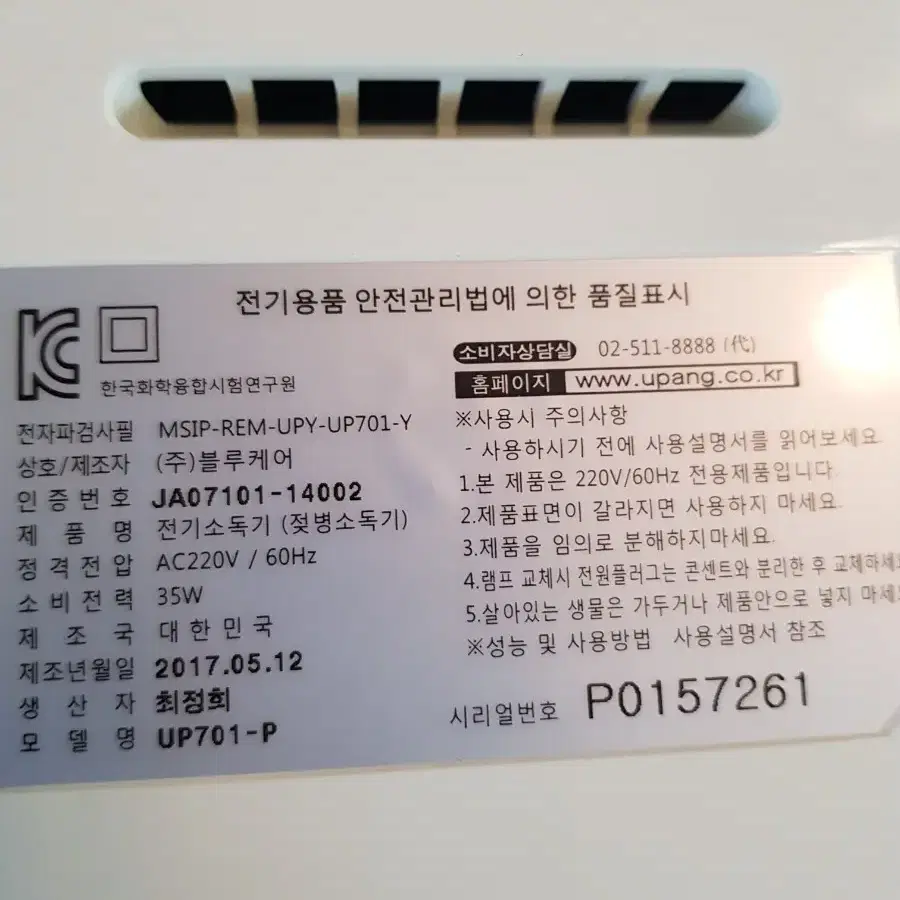 전기용품 안전관리법에 의한 품질표시
한국화학융합시험연구원
전자파검사필 MSIP-REM-UPY-UP701-Y
상호/제조자 (주)블루케어
인증번호 JA07101-14002
제품명 전기소독기 (젖병소독기)
정격전압 AC220V / 60Hz
소비전력 35W
제조국 대한민국
제조년월일 2017.05.12
생산자 최정희
모델명 UP701-P
소비자상담실 02-511-8888 (代)
홈페이지 www.upang.co.kr
※사용시 주의사항
- 사용하시기 전에 사용설명서를 읽어보세요.
1.본 제품은 220V/60Hz 전용제품입니다.
2.제품표면이 갈라지면 사용하지 마세요.
3.제품을 임의로 분해하지마세요.
4.램프 교체시 전원플러그는 콘센트와 분리한 후 교체하세요
5.살아있는 생물은 가두거나 제품안으로 넣지 마세요
※성능 및 사용방법 사용설명서 참조
시리얼번호 P0157261